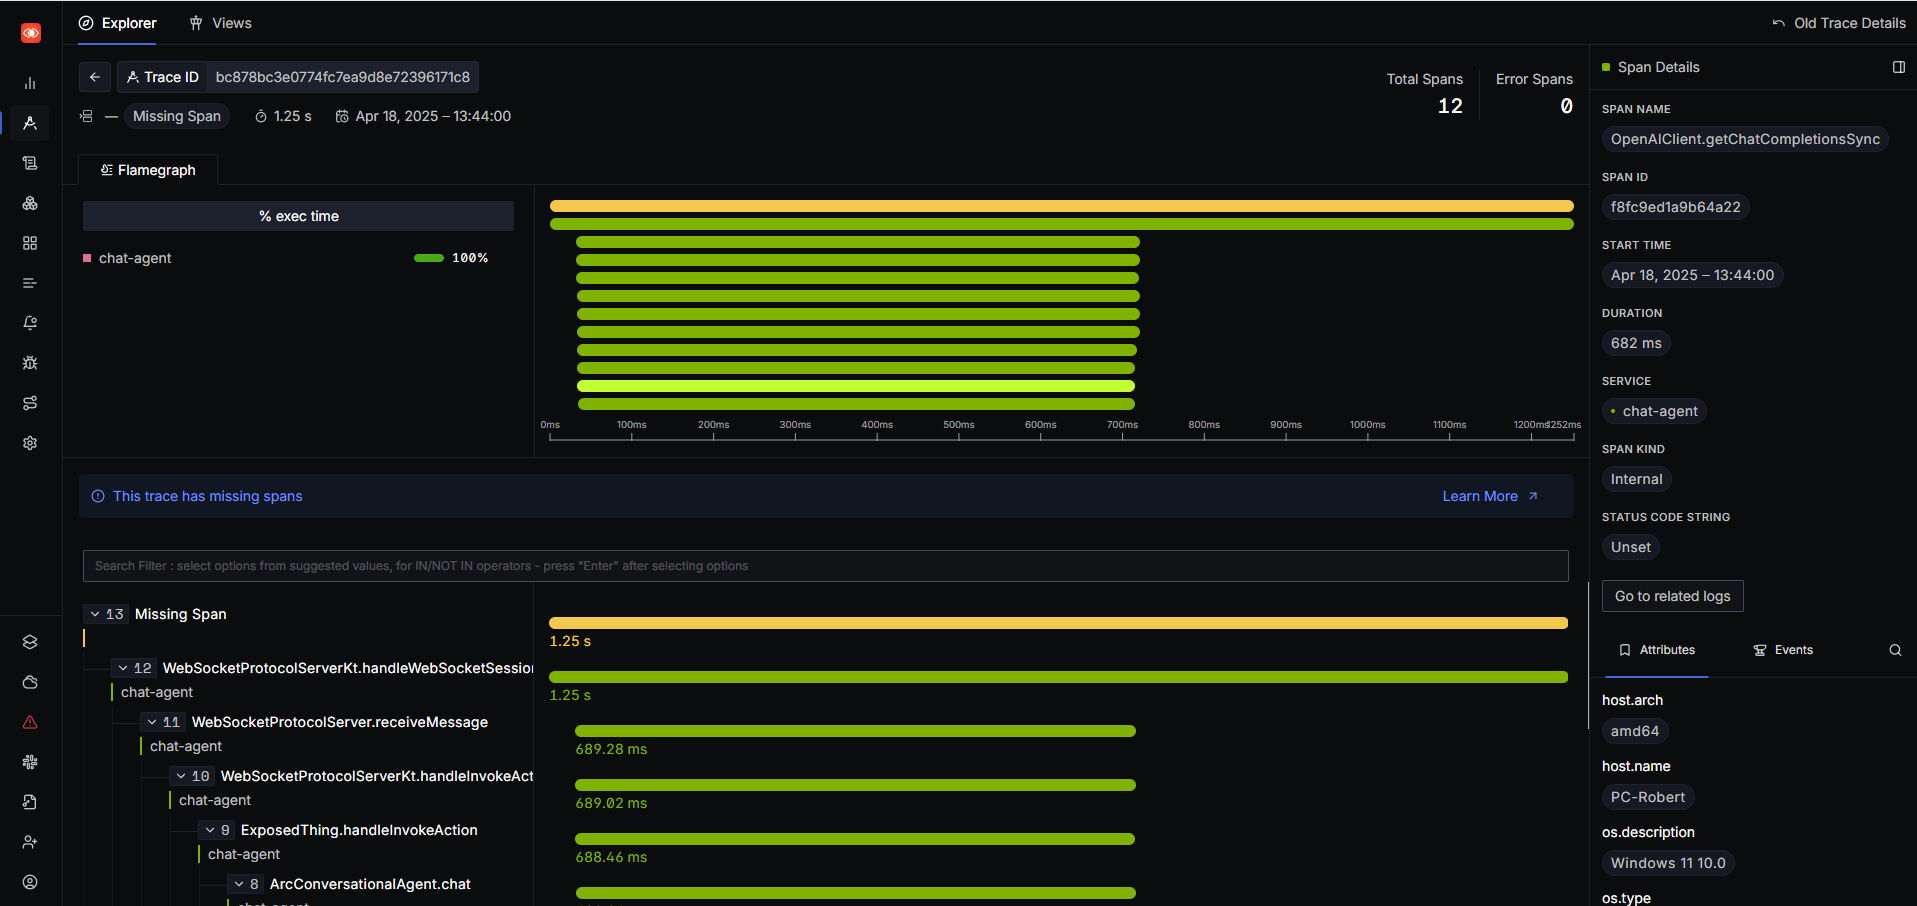 Explorer
Views
Old Trace Details
Trace ID
bc878bc3e0774fc7ea9d8e72396171c8
Missing Span
1.25 s
Apr 18, 2025 – 13:44:00
Total Spans
12
Error Spans
0
Flamegraph
% exec time
chat-agent
100%
0ms
100ms
200ms
300ms
400ms
500ms
600ms
700ms
800ms
900ms
1000ms
1100ms
1200ms
1252ms
This trace has missing spans
Learn More
Search Filter : select options from suggested values, for IN/NOT IN operators - press "Enter" after selecting options
13 Missing Span
1.25 s
12 WebSocketProtocolServerKt.handleWebSocketSession
chat-agent
1.25 s
11 WebSocketProtocolServer.receiveMessage
chat-agent
689.28 ms
10 WebSocketProtocolServerKt.handleInvokeAct
chat-agent
689.02 ms
9 ExposedThing.handleInvokeAction
chat-agent
688.46 ms
8 ArcConversationalAgent.chat
chat-agent
Span Details
SPAN NAME
OpenAIClient.getChatCompletionsSync
SPAN ID
f8fc9ed1a9b64a22
START TIME
Apr 18, 2025 – 13:44:00
DURATION
682 ms
SERVICE
chat-agent
SPAN KIND
Internal
STATUS CODE STRING
Unset
Go to related logs
Attributes
Events
host.arch
amd64
host.name
PC-Robert
os.description
Windows 11 10.0
os.type